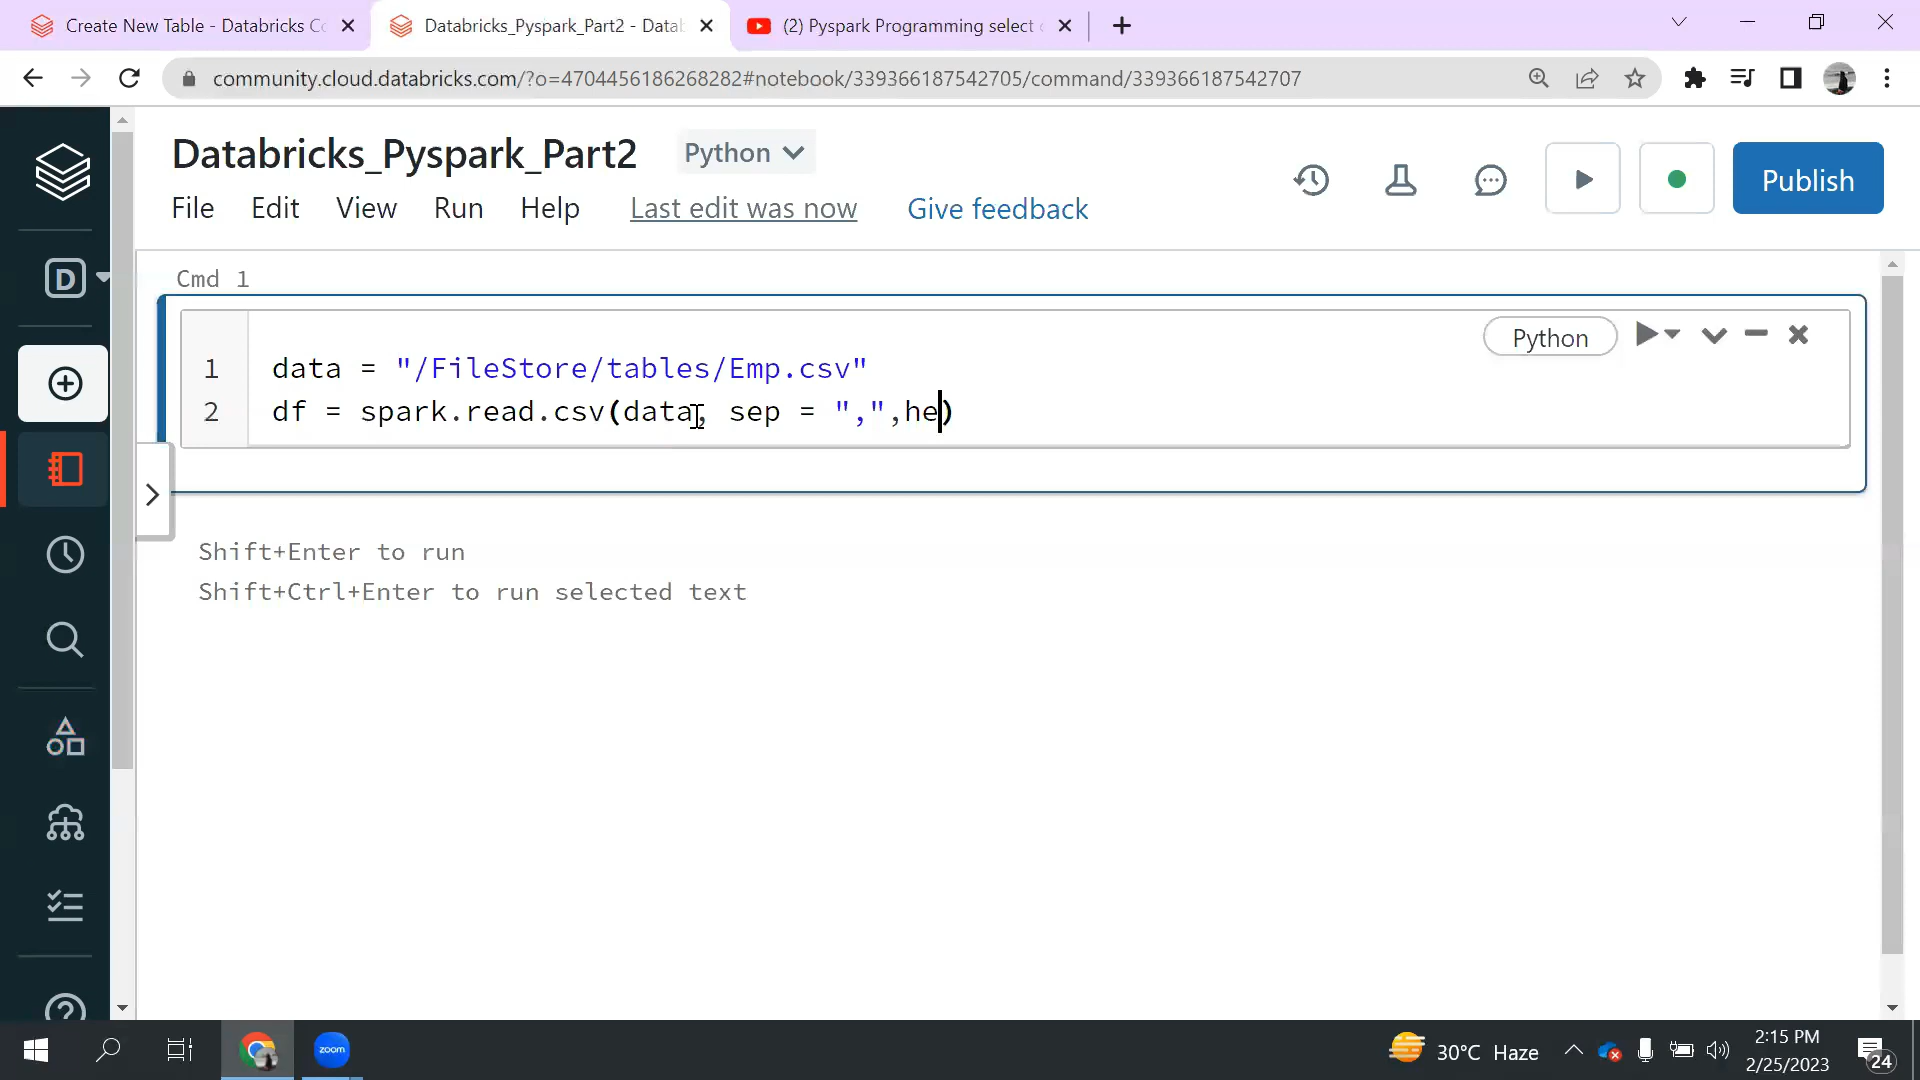 Create New Table - Databricks Co
Databricks_Pyspark_Part2 - Datab
(2) Pyspark Programming select c
community.cloud.databricks.com/?o=4704456186268282#notebook/339366187542705/command/339366187542707
Databricks_Pyspark_Part2
Python
File Edit View Run Help Last edit was now Give feedback
Publish
D
Cmd 1
Python
1 data = "/FileStore/tables/Emp.csv"
2 df = spark.read.csv(data, sep = ",",he)
Shift+Enter to run
Shift+Ctrl+Enter to run selected text
zoom
30°C Haze
2:15 PM
2/25/2023
24